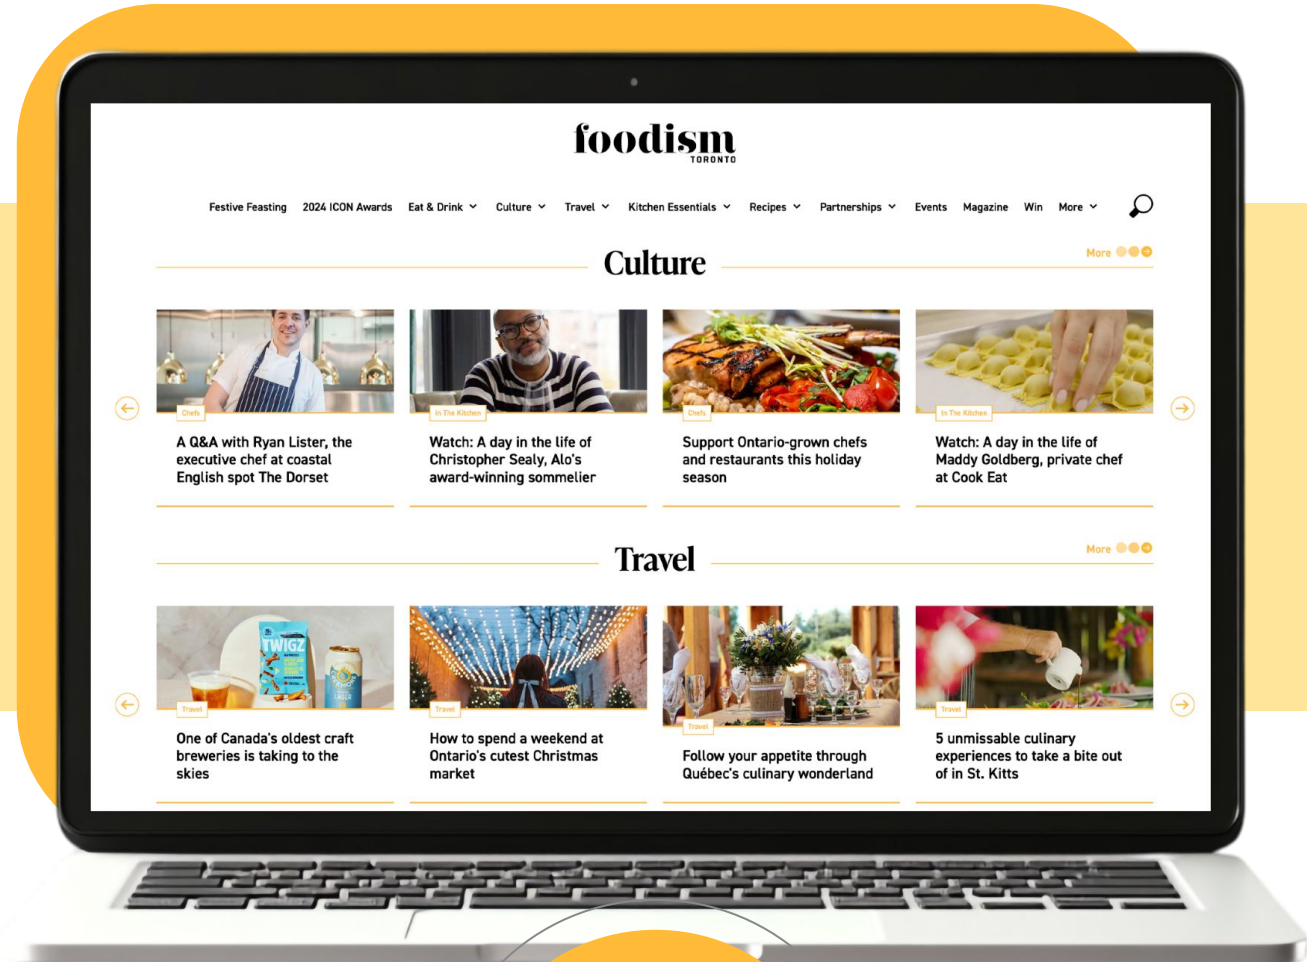 foodism
TORONTO
Festive Feasting 2024 ICON Awards Eat & Drink Culture Travel Kitchen Essentials Recipes Partnerships Events Magazine Win More
Culture
More
Chefs
In The Kitchen
Chefs
In The Kitchen
A Q&A with Ryan Lister, the
executive chef at coastal
English spot The Dorset
Watch: A day in the life of
Christopher Sealy, Alo's
award-winning sommelier
Support Ontario-grown chefs
and restaurants this holiday
season
Watch: A day in the life of
Maddy Goldberg, private chef
at Cook Eat
Travel
More
TWIGZ
Travel
Travel
Travel
Travel
One of Canada's oldest craft
breweries is taking to the
skies
How to spend a weekend at
Ontario's cutest Christmas
market
Follow your appetite through
Québec's culinary wonderland
5 unmissable culinary
experiences to take a bite out
of in St. Kitts